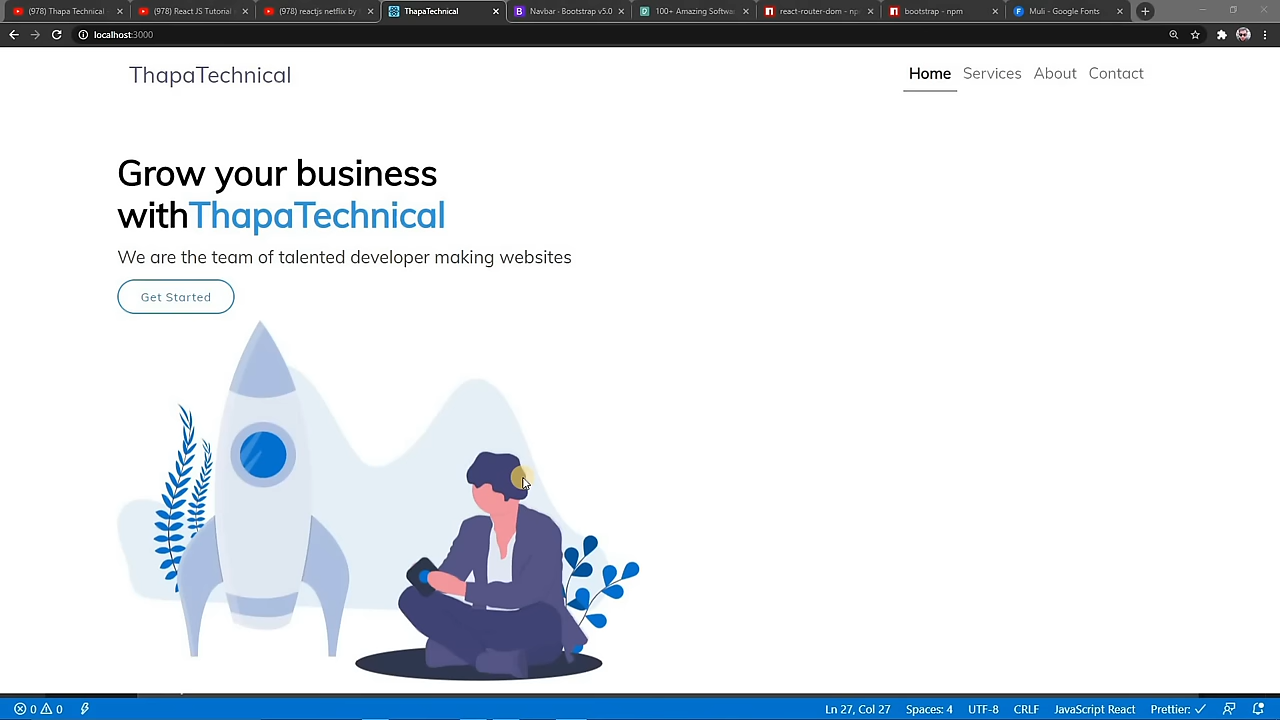 (978) Thapa Technical
(978) React JS Tutorial
(978) reactjs netflix by
ThapaTechnical
Navbar · Bootstrap v5.0
100+ Amazing Softwa
react-router-dom - np
bootstrap - npm
Muli - Google Fonts
localhost:3000
ThapaTechnical
Home Services About Contact
Grow your business
withThapaTechnical
We are the team of talented developer making websites
Get Started
0 0 Ln 27, Col 27 Spaces: 4 UTF-8 CRLF JavaScript React Prettier: ✓